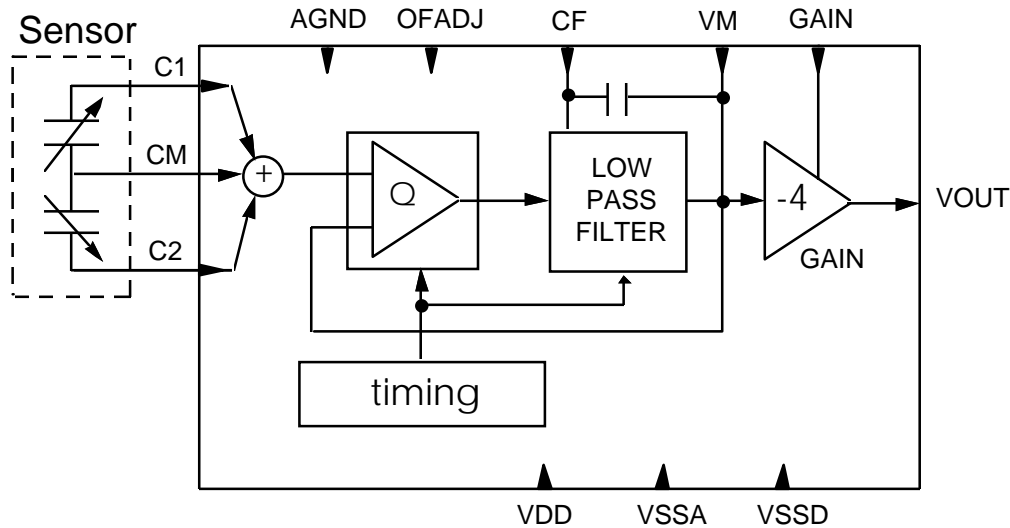 Sensor
AGND
OFADJ
CF
VM
GAIN
C1
CM
C2
+
Q
LOW
PASS
FILTER
-4
GAIN
VOUT
timing
VDD
VSSA
VSSD